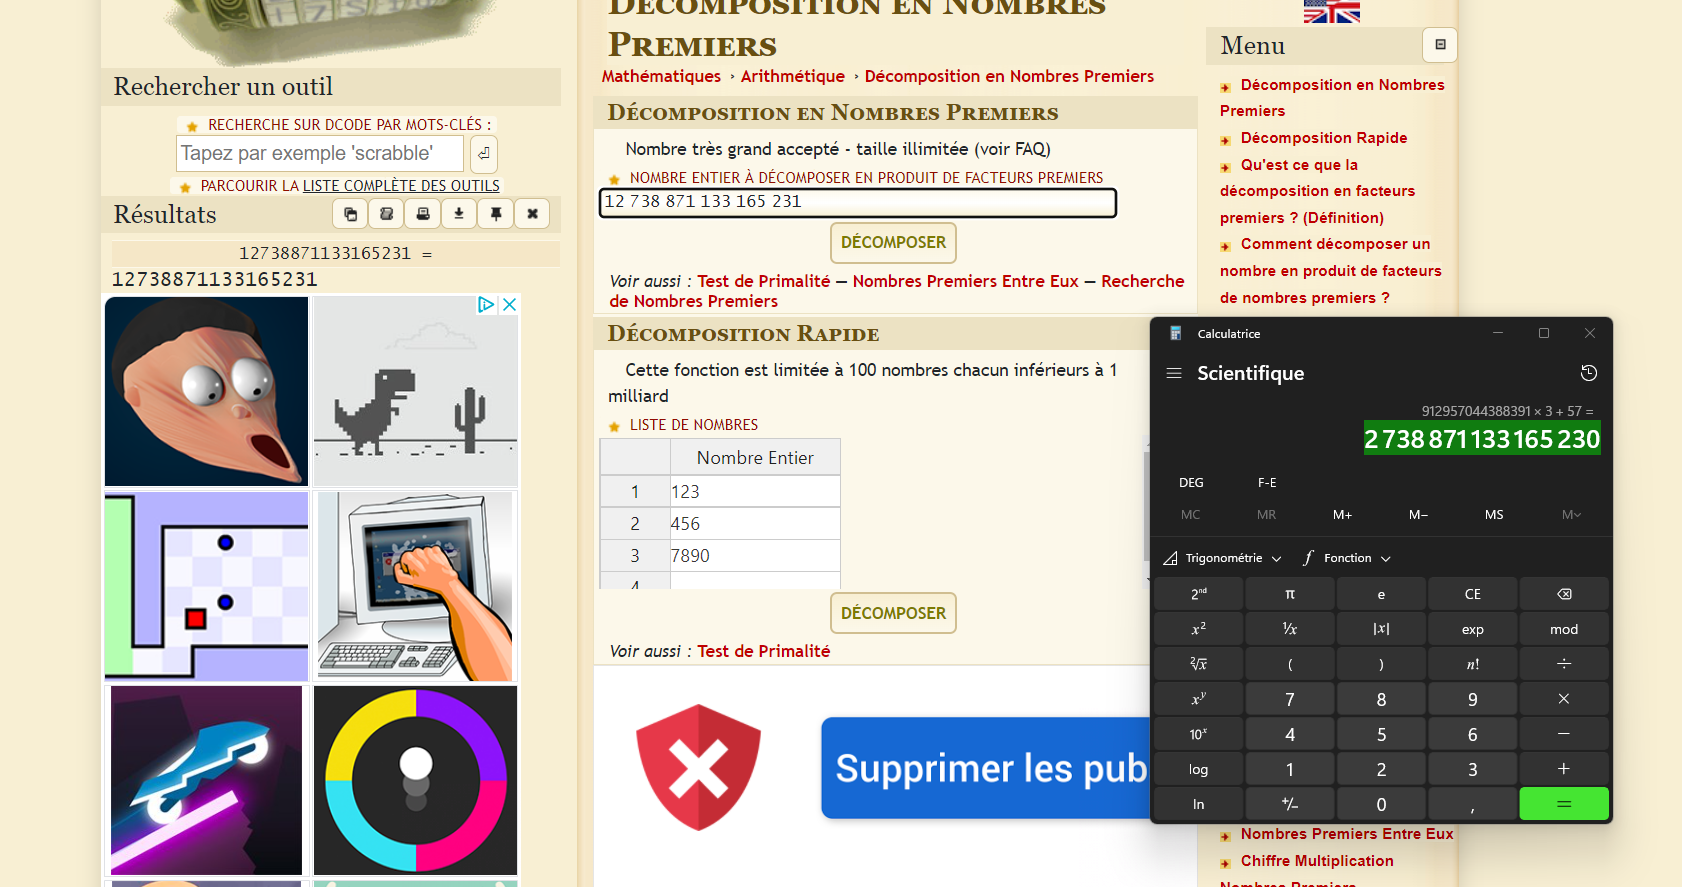 Rechercher un outil
RECHERCHE SUR DCODE PAR MOTS-CLÉS :
Tapez par exemple 'scrabble'
PARCOURIR LA LISTE COMPLÈTE DES OUTILS
Résultats
12738871133165231 =
12738871133165231
Décomposition en Nombres
Premiers
Mathématiques › Arithmétique › Décomposition en Nombres Premiers
Décomposition en Nombres Premiers
Nombre très grand accepté - taille illimitée (voir FAQ)
NOMBRE ENTIER À DÉCOMPOSER EN PRODUIT DE FACTEURS PREMIERS
12 738 871 133 165 231
DÉCOMPOSER
Voir aussi : Test de Primalité — Nombres Premiers Entre Eux — Recherche
de Nombres Premiers
Décomposition Rapide
Cette fonction est limitée à 100 nombres chacun inférieurs à 1
milliard
LISTE DE NOMBRES
Nombre Entier
1 123
2 456
3 7890
4
DÉCOMPOSER
Voir aussi : Test de Primalité
Supprimer les pub
Menu
Décomposition en Nombres
Premiers
Décomposition Rapide
Qu'est ce que la
décomposition en facteurs
premiers ? (Définition)
Comment décomposer un
nombre en produit de facteurs
de nombres premiers ?
Calculatrice
Scientifique
912957044388391 × 3 + 57 =
2 738 871 133 165 230
DEG F-E
MC MR M+ M− MS M
Trigonométrie f Fonction
2nd π e CE
x² ¹/x |x| exp mod
²√x ( ) n! ÷
xʸ 7 8 9 ×
10ˣ 4 5 6 −
log 1 2 3 +
ln +/− 0 , =
Nombres Premiers Entre Eux
Chiffre Multiplication
Nombres Premiers